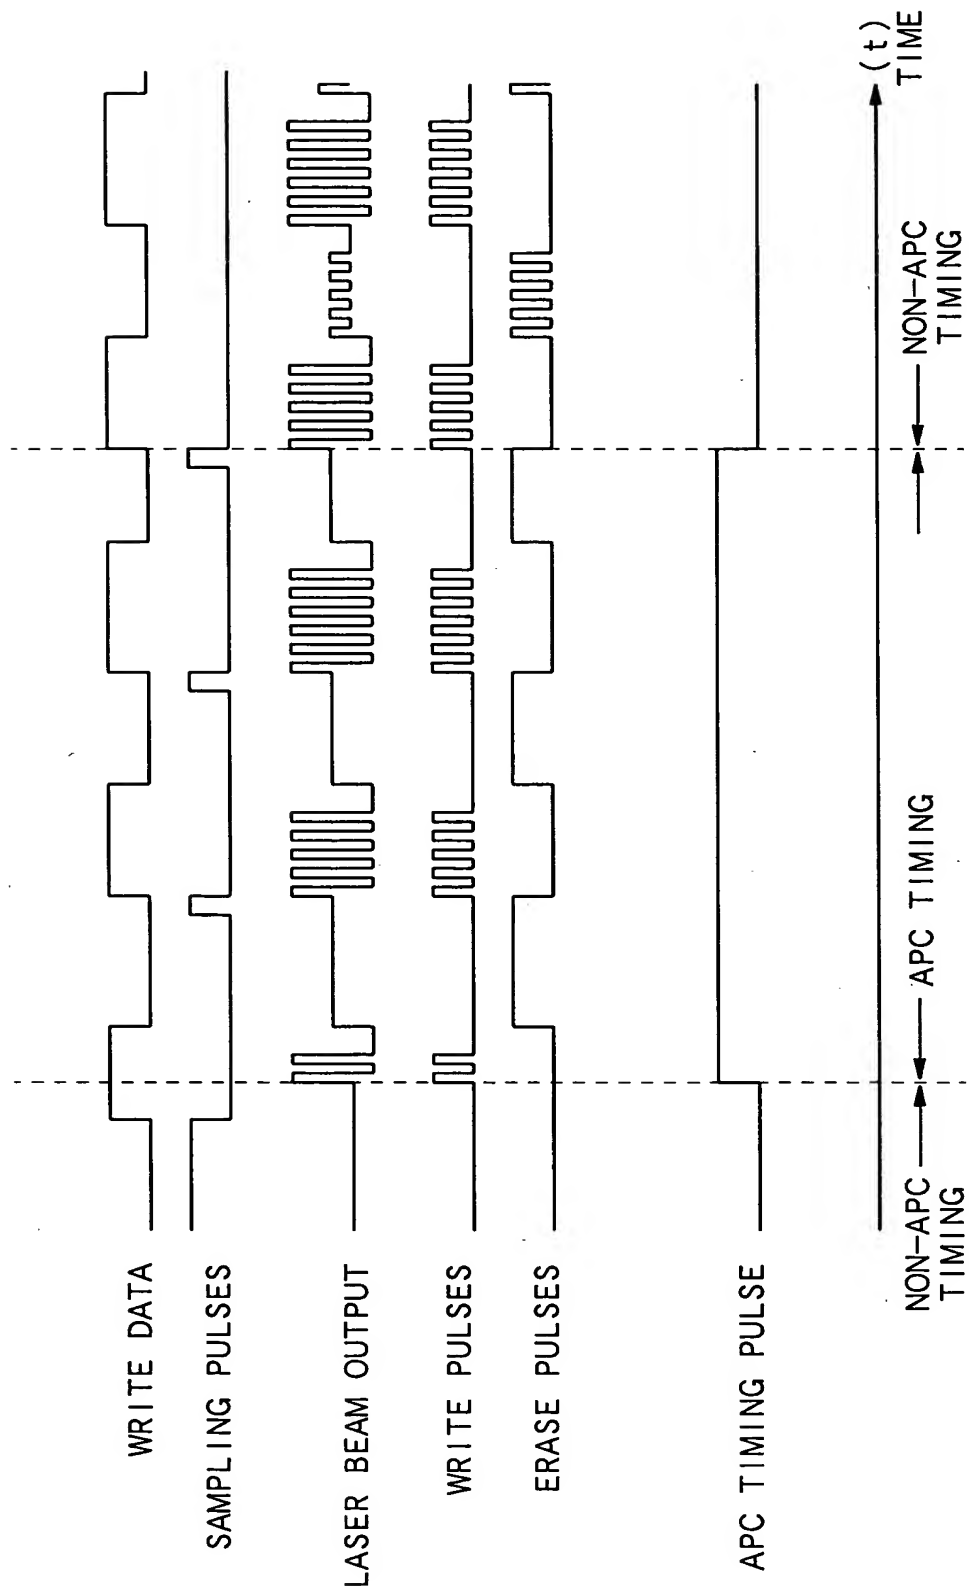 WRITE DATA
SAMPLING PULSES
LASER BEAM OUTPUT
WRITE PULSES
ERASE PULSES
APC TIMING PULSE
(t)
TIME
NON-APC
TIMING
APC TIMING
NON-APC
TIMING